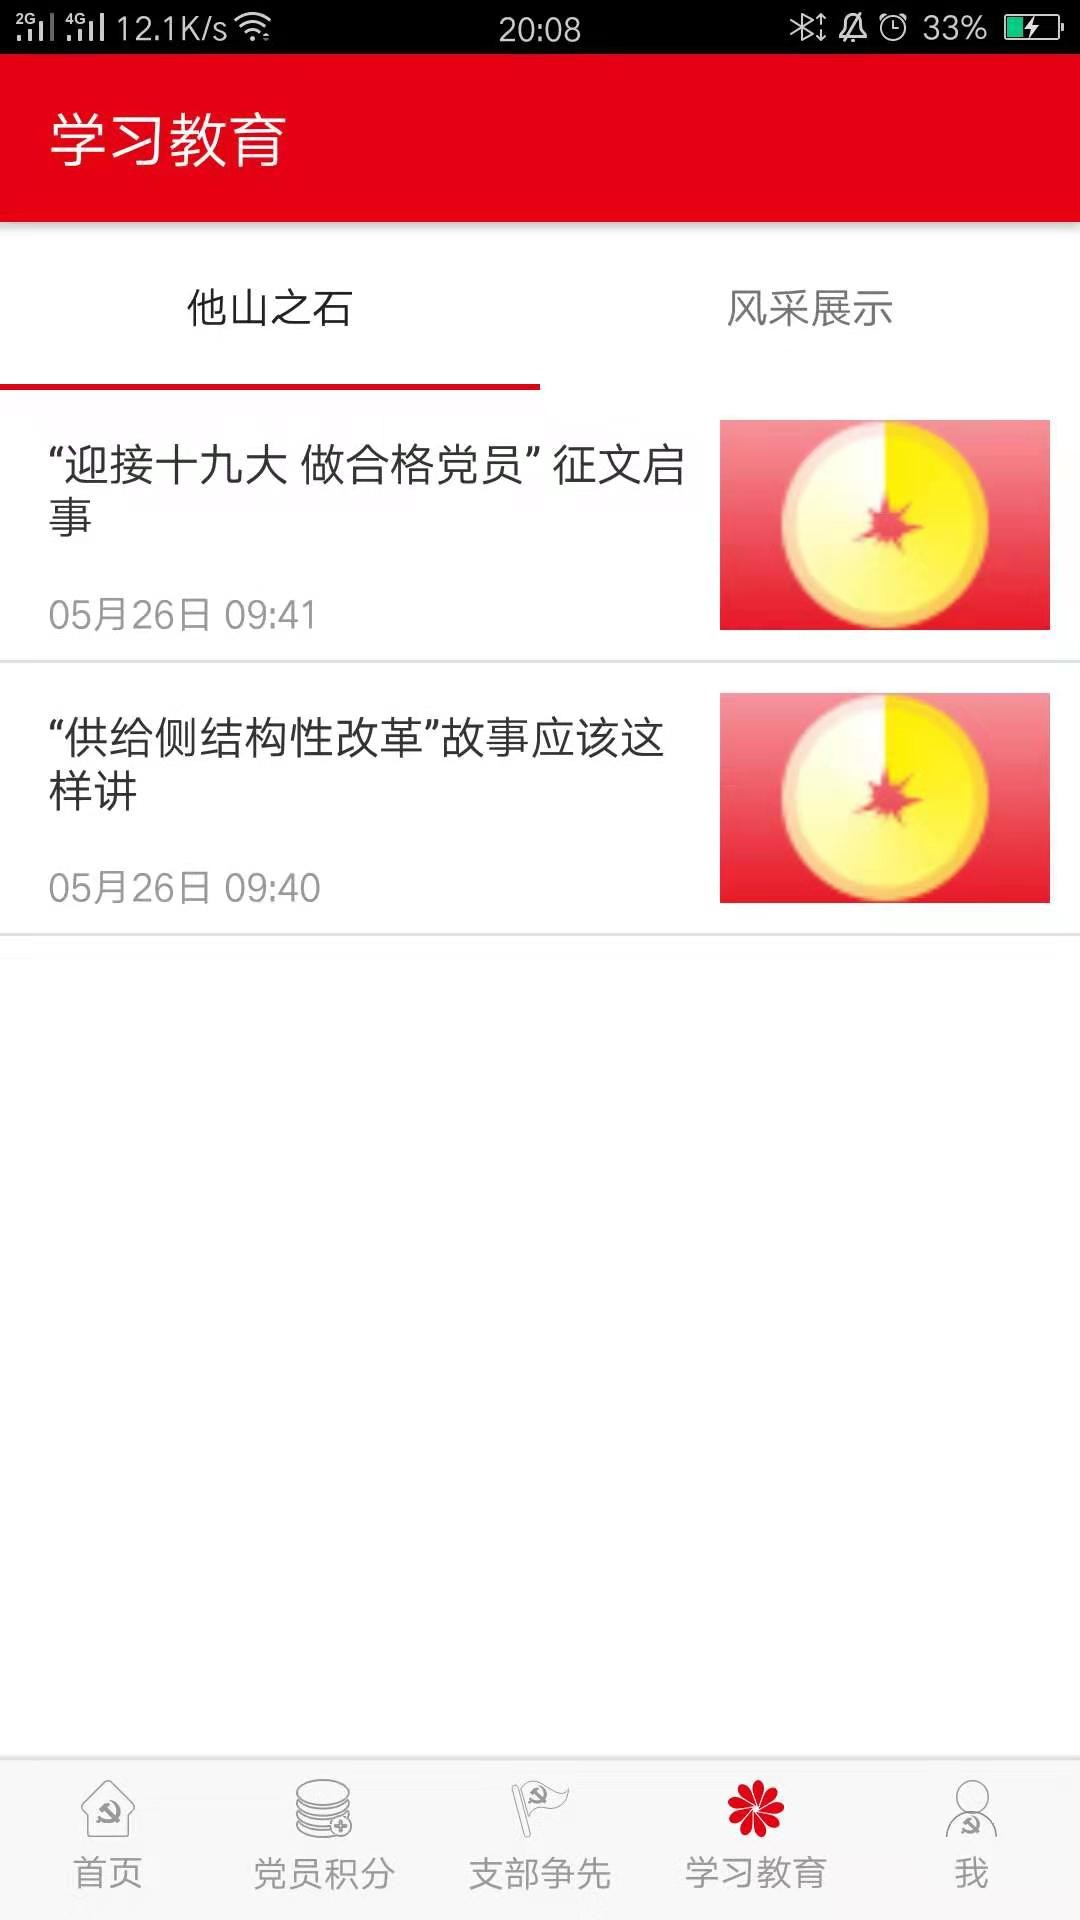 2G 4G 12.1K/s 20:08 33%
学习教育
他山之石 风采展示
“迎接十九大 做合格党员” 征文启
事
05月26日 09:41
“供给侧结构性改革”故事应该这
样讲
05月26日 09:40
首页 党员积分 支部争先 学习教育 我